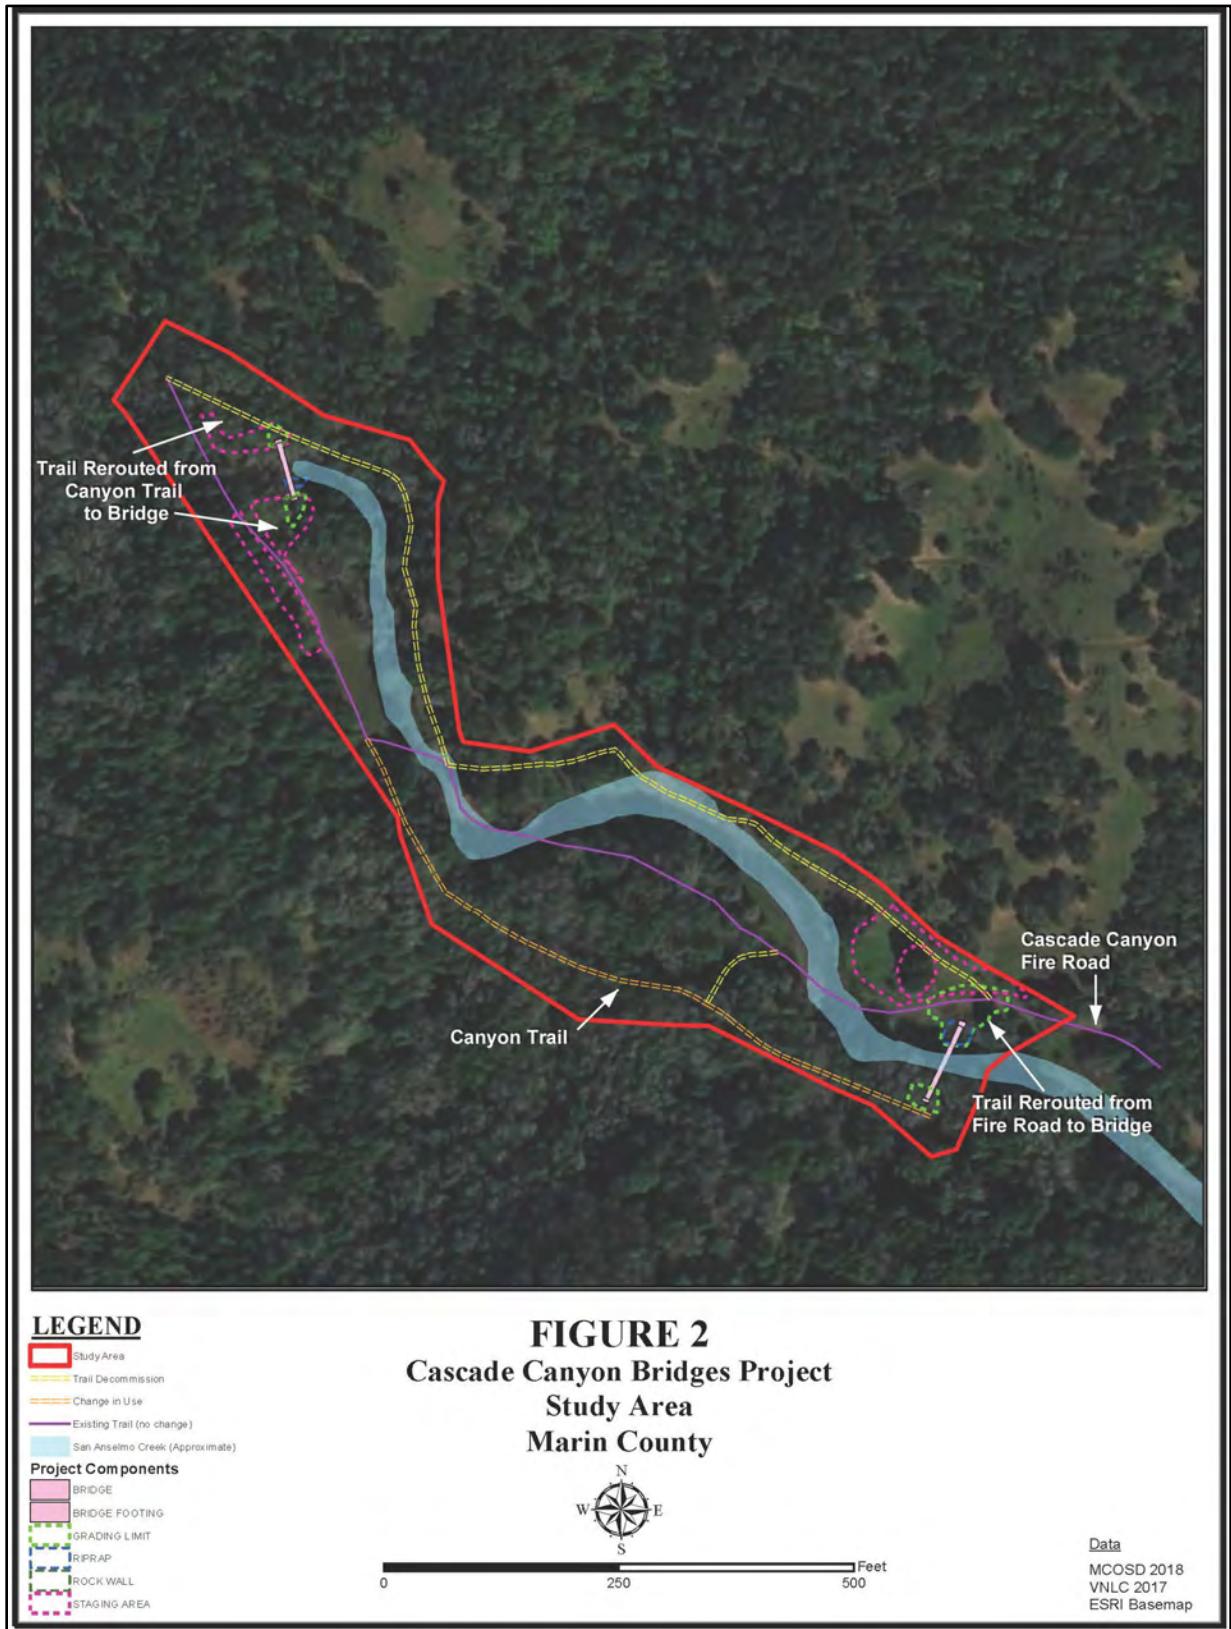 Trail Rerouted from
Canyon Trail
to Bridge
Cascade Canyon
Fire Road
Canyon Trail
Trail Rerouted from
Fire Road to Bridge
LEGEND
Study Area
Trail Decommission
Change in Use
Existing Trail (no change)
San Anselmo Creek (Approximate)
Project Components
BRIDGE
BRIDGE FOOTING
GRADING LIMIT
RIPRAP
ROCK WALL
STAGING AREA
FIGURE 2
Cascade Canyon Bridges Project
Study Area
Marin County
N
W E
S
Feet
0 250 500
Data
MCOSD 2018
VNLC 2017
ESRI Basemap